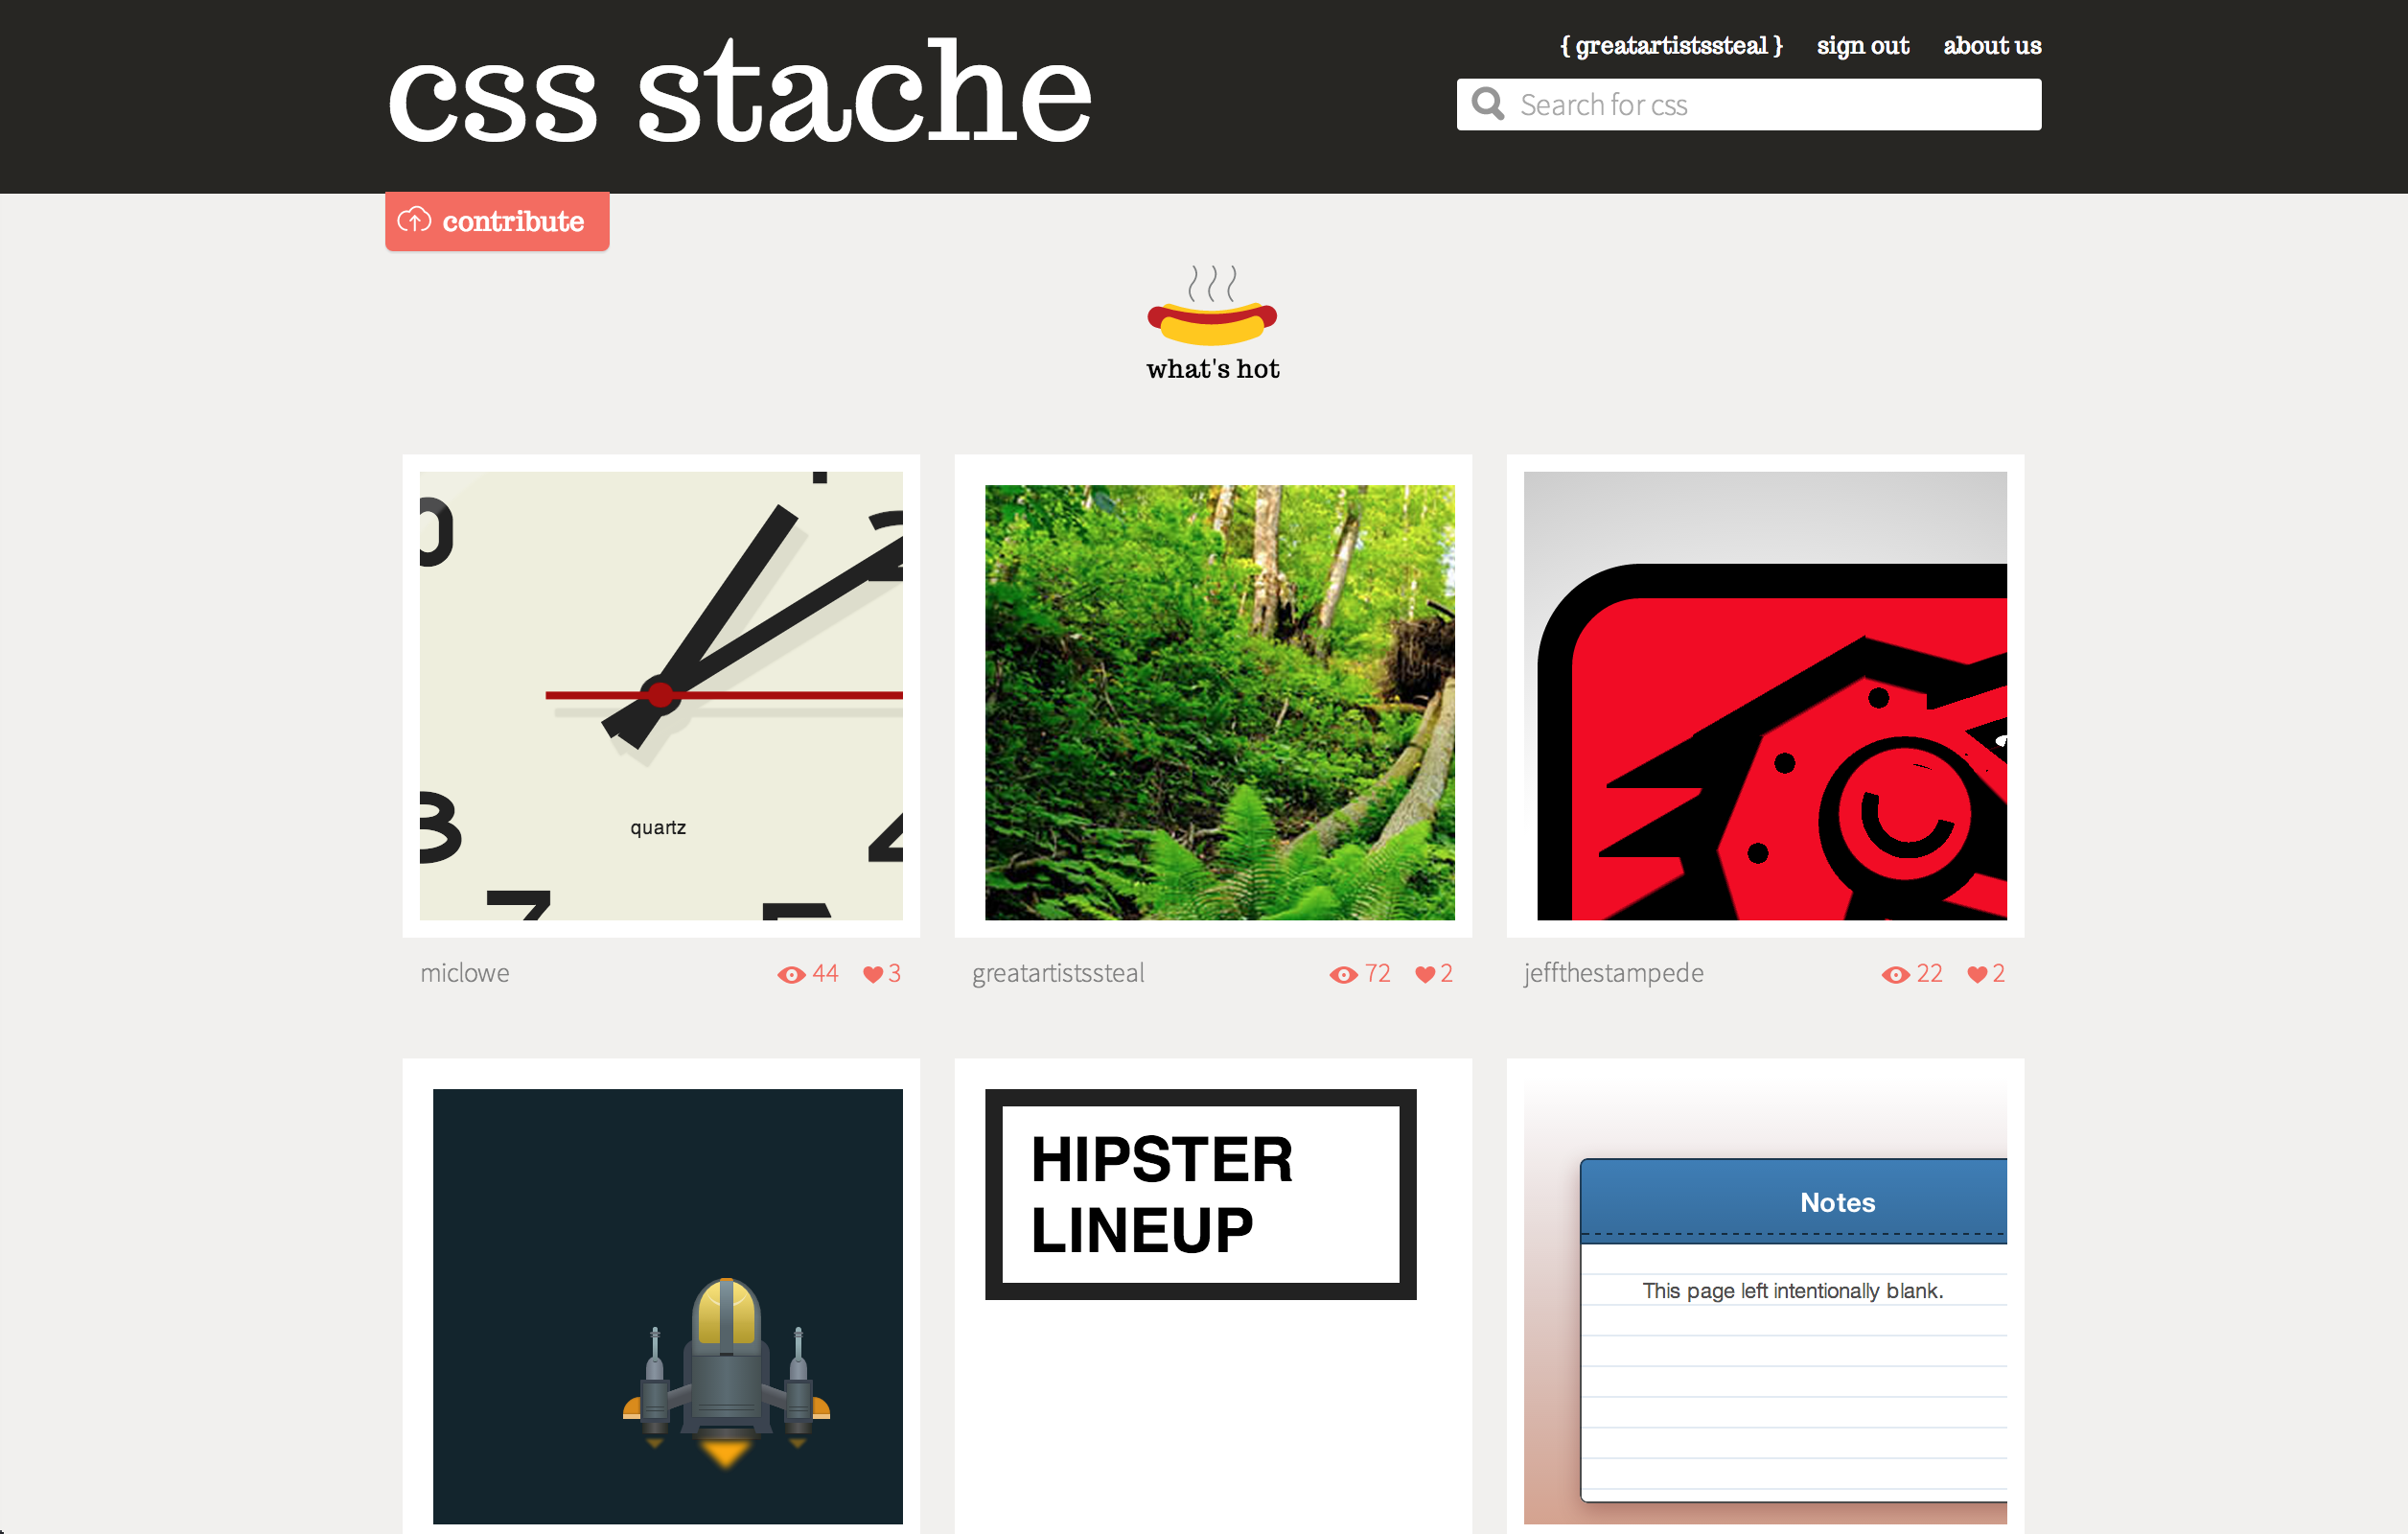 css stache
{ greatartistssteal } sign out about us
Search for css
contribute
what's hot
2
quartz
miclowe 44 3
greatartistssteal 72 2
jeffthestampede 22 2
HIPSTER
LINEUP
Notes
This page left intentionally blank.